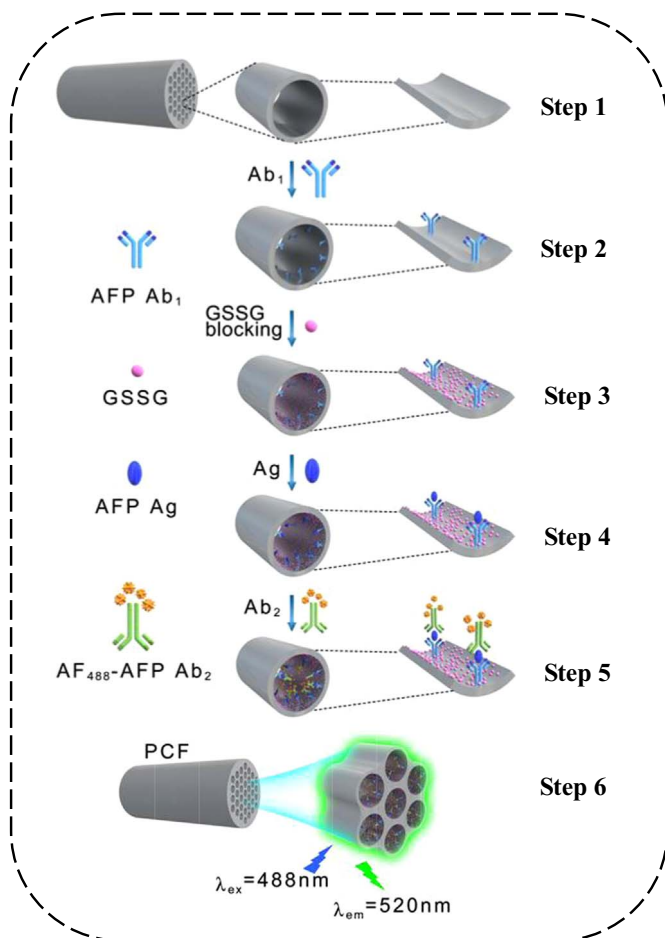 Step 1
Ab₁
Step 2
AFP Ab₁
GSSG
blocking
Step 3
GSSG
Ag
AFP Ag
Step 4
Ab₂
AF₄₈₈-AFP Ab₂
Step 5
PCF
Step 6
λₑₓ=488nm
λₑₘ=520nm